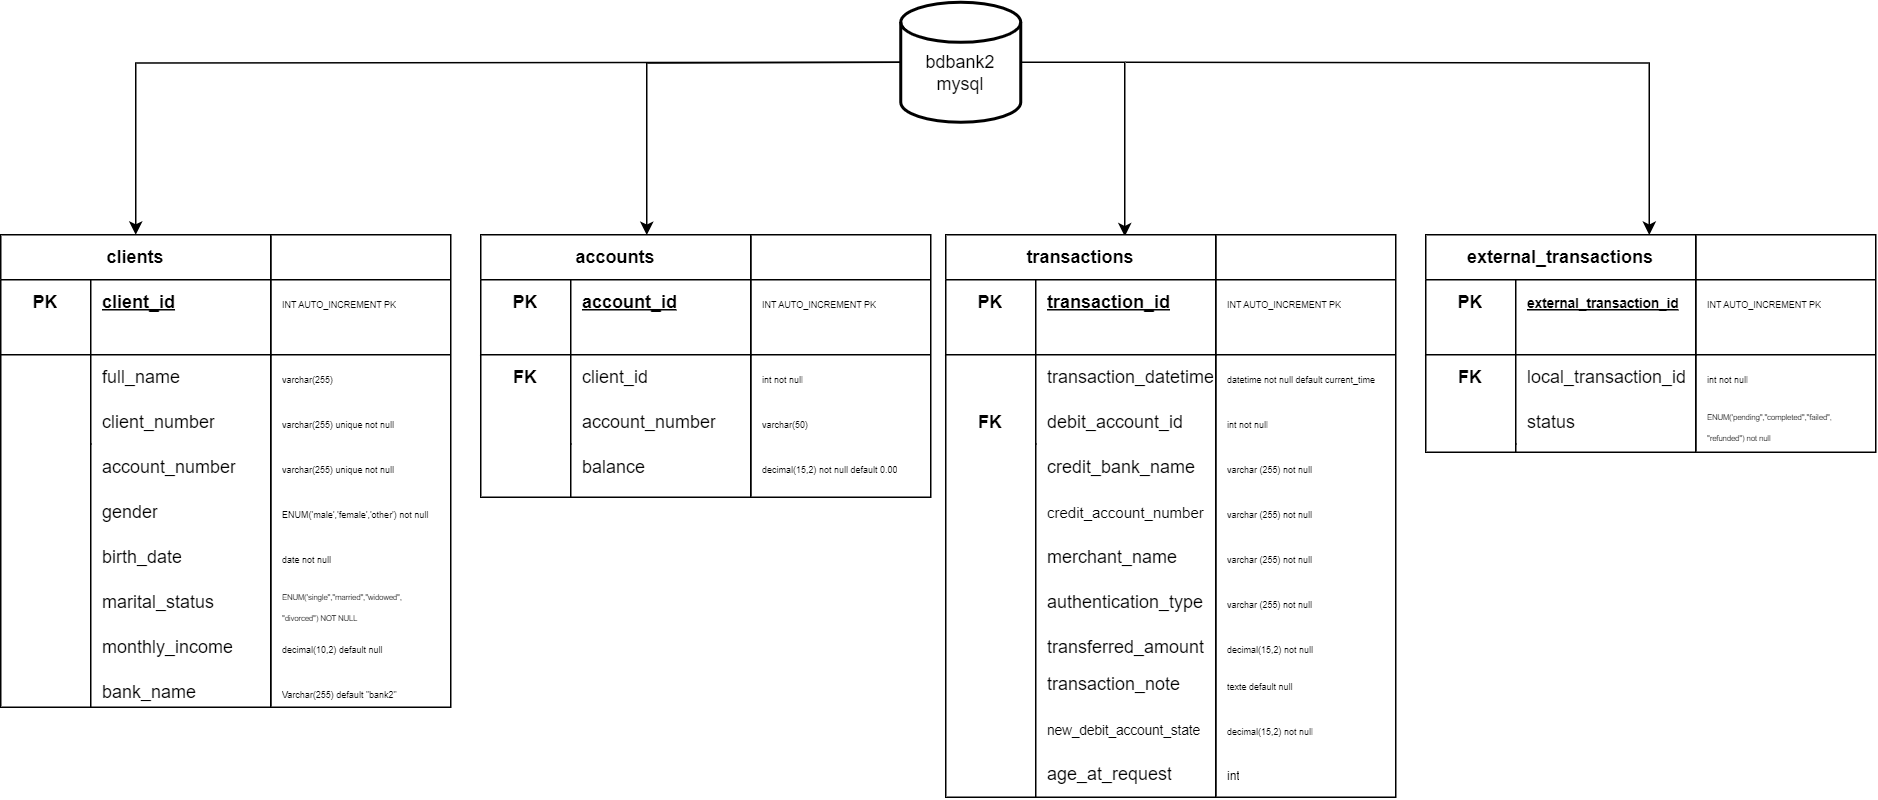 bdbank2
mysql
clients
PK client_id INT AUTO_INCREMENT PK
full_name varchar(255)
client_number varchar(255) unique not null
account_number varchar(255) unique not null
gender ENUM('male','female','other') not null
birth_date date not null
marital_status ENUM('single","married","widowed",
"divorced") NOT NULL
monthly_income decimal(10,2) default null
bank_name Varchar(255) default "bank2"
accounts
PK account_id INT AUTO_INCREMENT PK
FK client_id int not null
account_number varchar(50)
balance decimal(15,2) not null default 0.00
transactions
PK transaction_id INT AUTO_INCREMENT PK
transaction_datetime datetime not null default current_time
FK debit_account_id int not null
credit_bank_name varchar (255) not null
credit_account_number varchar (255) not null
merchant_name varchar (255) not null
authentication_type varchar (255) not null
transferred_amount decimal(15,2) not null
transaction_note texte default null
new_debit_account_state decimal(15,2) not null
age_at_request int
external_transactions
PK external_transaction_id INT AUTO_INCREMENT PK
FK local_transaction_id int not null
status ENUM('pending","completed","failed",
"refunded") not null